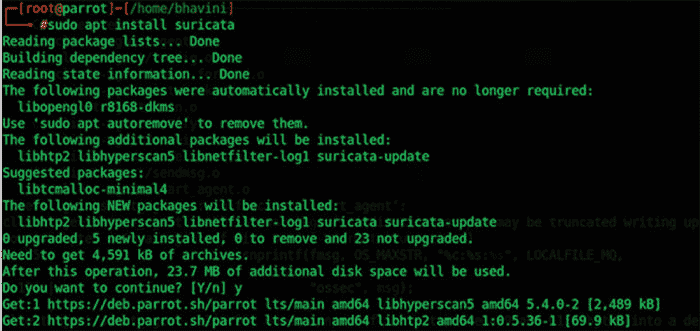 [root@parrot]-[/home/bhavini]
#sudo apt install suricata
Reading package lists... Done
Building dependency tree... Done
Reading state information... Done
The following packages were automatically installed and are no longer required:
libopengl0 r8168-dkms
Use 'sudo apt autoremove' to remove them.
The following additional packages will be installed:
libhtp2 libhyperscan5 libnetfilter-log1 suricata-update
Suggested packages:
libtcmalloc-minimal4
The following NEW packages will be installed:
libhtp2 libhyperscan5 libnetfilter-log1 suricata suricata-update
0 upgraded, 5 newly installed, 0 to remove and 23 not upgraded.
Need to get 4,591 kB of archives.
After this operation, 23.7 MB of additional disk space will be used.
Do you want to continue? [Y/n] y
Get:1 https://deb.parrot.sh/parrot lts/main amd64 libhyperscan5 amd64 5.4.0-2 [2,489 kB]
Get:2 https://deb.parrot.sh/parrot lts/main amd64 libhtp2 amd64 1:0.5.36-1 [69.9 kB]